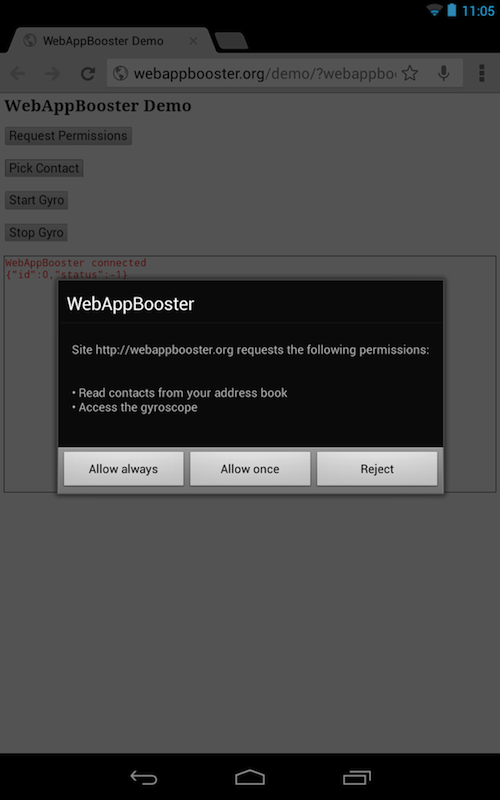 11:05
WebAppBooster Demo
webappbooster.org/demo/?webappbo
WebAppBooster Demo
Request Permissions
Pick Contact
Start Gyro
Stop Gyro
WebAppBooster connected
{"id":0,"status":-1}
WebAppBooster
Site http://webappbooster.org requests the following permissions:
• Read contacts from your address book
• Access the gyroscope
Allow always
Allow once
Reject